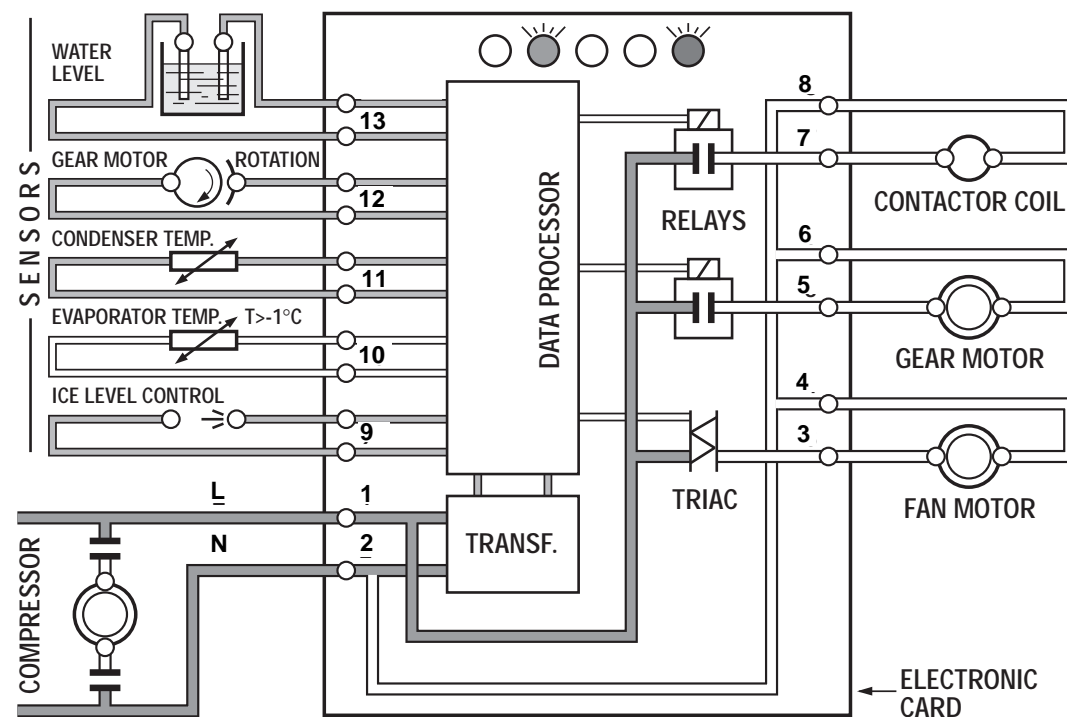 WATER
LEVEL
13
GEAR MOTOR
ROTATION
12
CONDENSER TEMP.
11
EVAPORATOR TEMP. T>-1°C
10
ICE LEVEL CONTROL
9
SENSORS
L
1
N
2
COMPRESSOR
DATA PROCESSOR
TRANSF.
RELAYS
TRIAC
8
7
CONTACTOR COIL
6
5
GEAR MOTOR
4
3
FAN MOTOR
ELECTRONIC
CARD